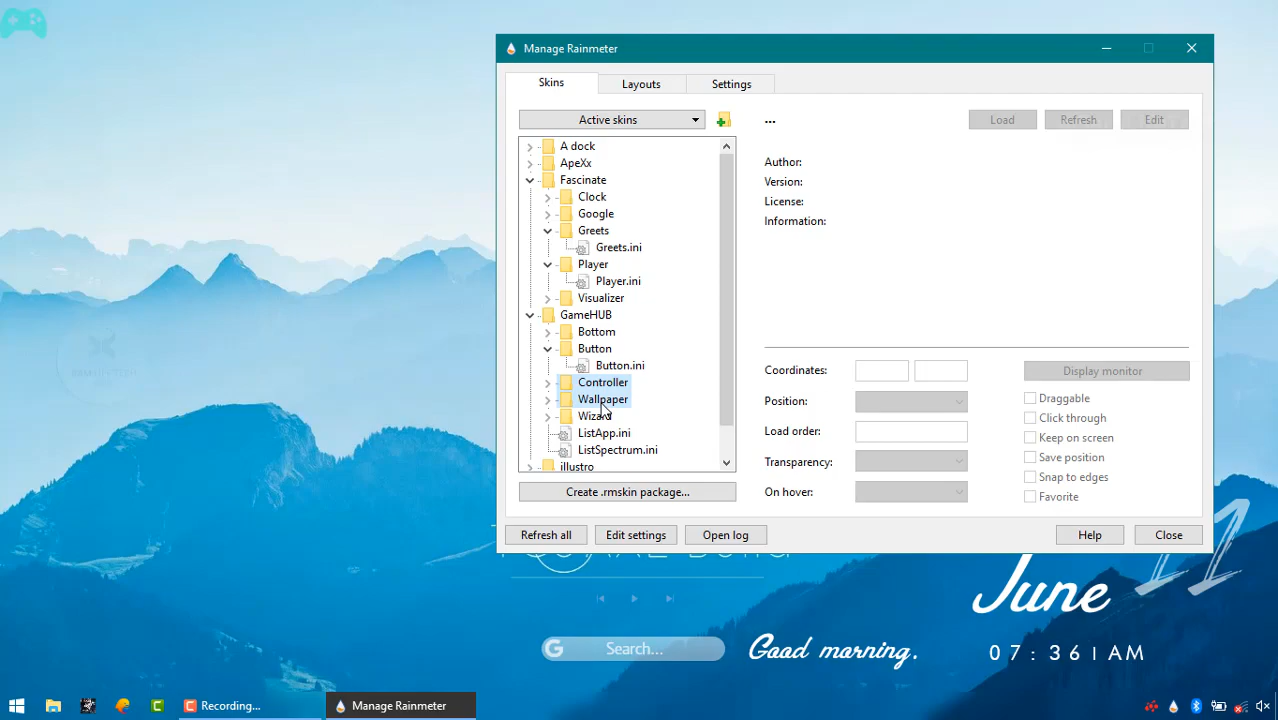 Manage Rainmeter
Skins
Layouts
Settings
Active skins
...
Load
Refresh
Edit
A dock
ApeXx
Fascinate
Clock
Google
Greets
Greets.ini
Player
Player.ini
Visualizer
GameHUB
Bottom
Button
Button.ini
Controller
Wallpaper
Wizard
ListApp.ini
ListSpectrum.ini
illustro
Create .rmskin package...
Author:
Version:
License:
Information:
Coordinates:
Display monitor
Position:
Load order:
Transparency:
On hover:
Draggable
Click through
Keep on screen
Save position
Snap to edges
Favorite
Refresh all
Edit settings
Open log
Help
Close
11
June
G Search...
Good morning.
07:36 | AM
Recording...
Manage Rainmeter